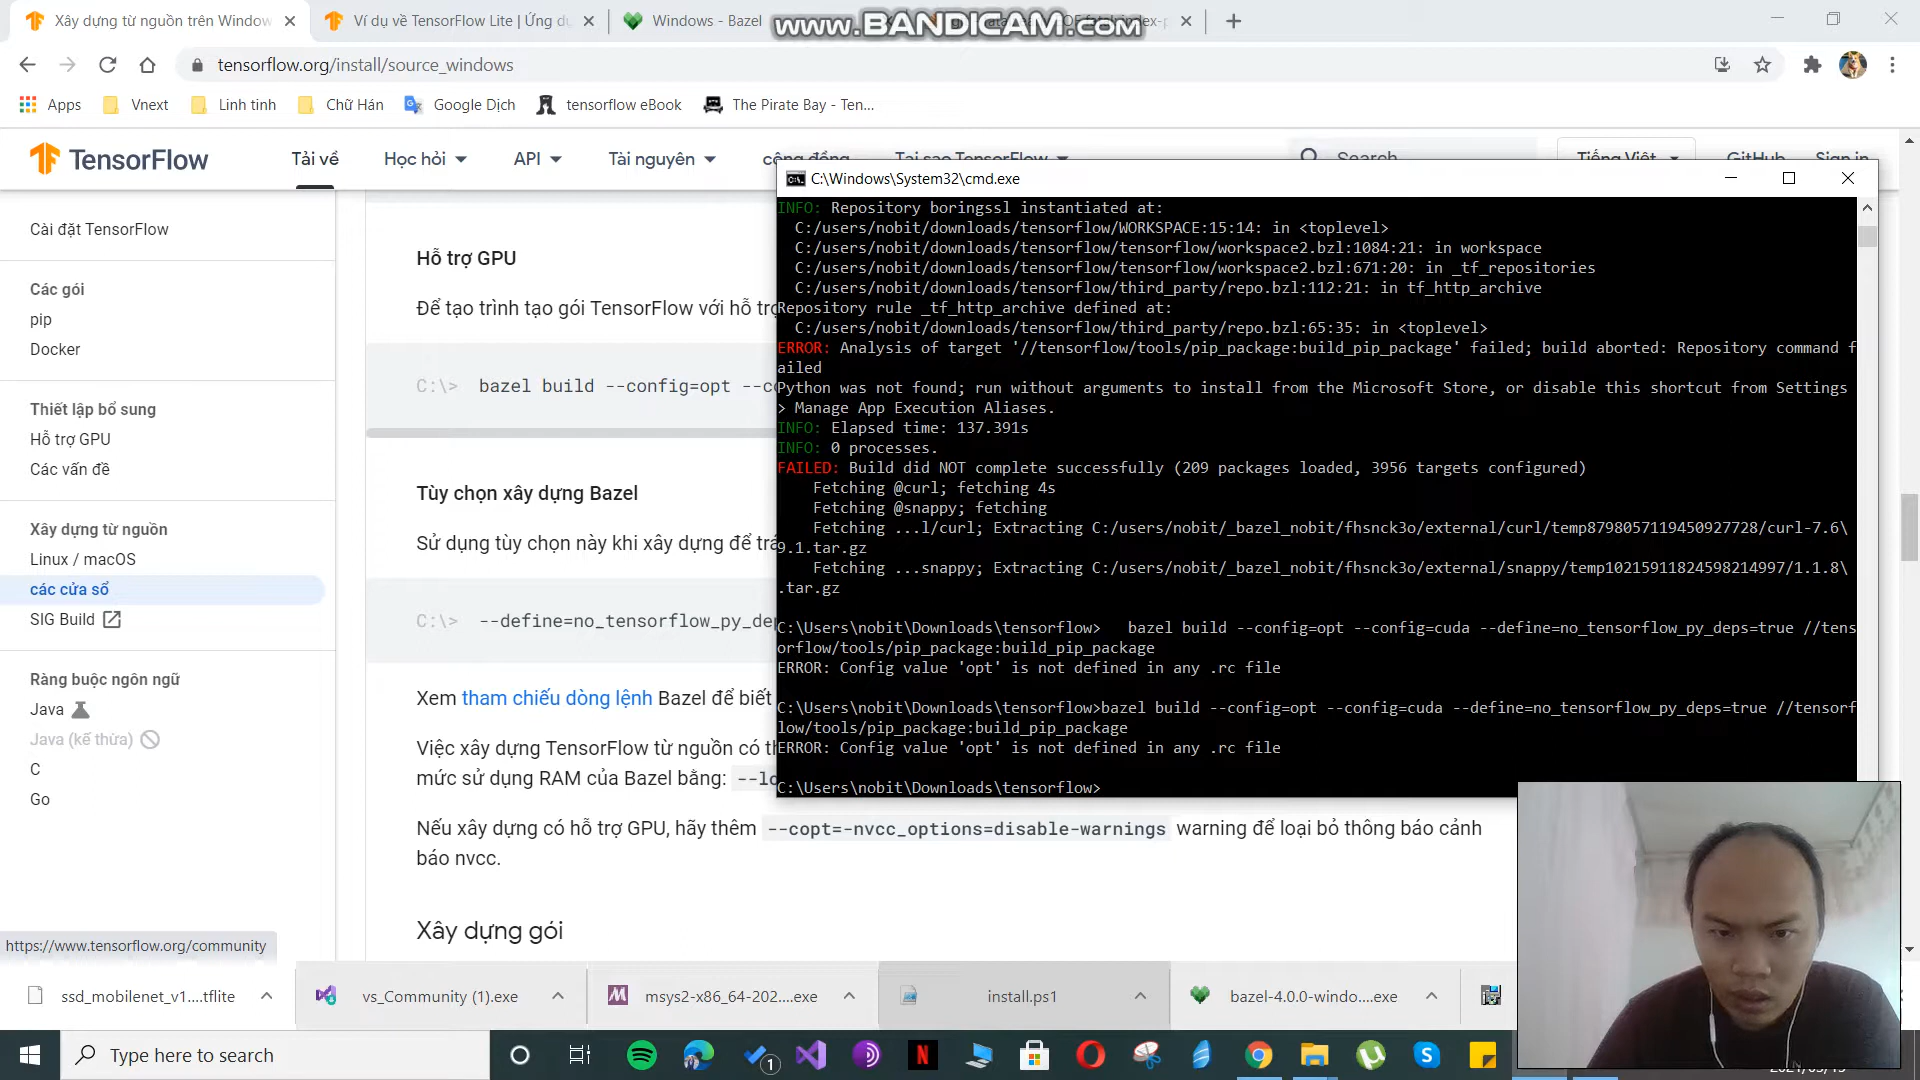 Xây dựng từ nguồn trên Window
Ví dụ về TensorFlow Lite | Ứng dụ
Windows - Bazel
www.BANDICAM.com
tensorflow.org/install/source_windows
Apps
Vnext
Linh tinh
Chữ Hán
Google Dịch
tensorflow eBook
The Pirate Bay - Ten...
TensorFlow
Tải về
Học hỏi
API
Tài nguyên
cộng đồng
Tại sao TensorFlow
Search
Tiếng Việt
GitHub
Sign in
Cài đặt TensorFlow
Các gói
pip
Docker
Thiết lập bổ sung
Hỗ trợ GPU
Các vấn đề
Xây dựng từ nguồn
Linux / macOS
các cửa sổ
SIG Build
Ràng buộc ngôn ngữ
Java
Java (kế thừa)
C
Go
https://www.tensorflow.org/community
Hỗ trợ GPU
Để tạo trình tạo gói TensorFlow với hỗ trợ
C:\> bazel build --config=opt --co
Tùy chọn xây dựng Bazel
Sử dụng tùy chọn này khi xây dựng để trá
C:\> --define=no_tensorflow_py_dep
Xem tham chiếu dòng lệnh Bazel để biết
Việc xây dựng TensorFlow từ nguồn có th
mức sử dụng RAM của Bazel bằng: --lo
Nếu xây dựng có hỗ trợ GPU, hãy thêm --copt=-nvcc_options=disable-warnings warning để loại bỏ thông báo cảnh
báo nvcc.
Xây dựng gói
C:\Windows\System32\cmd.exe
INFO: Repository boringssl instantiated at:
C:/users/nobit/downloads/tensorflow/WORKSPACE:15:14: in <toplevel>
C:/users/nobit/downloads/tensorflow/tensorflow/workspace2.bzl:1084:21: in workspace
C:/users/nobit/downloads/tensorflow/tensorflow/workspace2.bzl:671:20: in _tf_repositories
C:/users/nobit/downloads/tensorflow/third_party/repo.bzl:112:21: in tf_http_archive
Repository rule _tf_http_archive defined at:
C:/users/nobit/downloads/tensorflow/third_party/repo.bzl:65:35: in <toplevel>
ERROR: Analysis of target '//tensorflow/tools/pip_package:build_pip_package' failed; build aborted: Repository command f
ailed
Python was not found; run without arguments to install from the Microsoft Store, or disable this shortcut from Settings
> Manage App Execution Aliases.
INFO: Elapsed time: 137.391s
INFO: 0 processes.
FAILED: Build did NOT complete successfully (209 packages loaded, 3956 targets configured)
Fetching @curl; fetching 4s
Fetching @snappy; fetching
Fetching ...l/curl; Extracting C:/users/nobit/_bazel_nobit/fhsnck3o/external/curl/temp8798057119450927728/curl-7.6\
9.1.tar.gz
Fetching ...snappy; Extracting C:/users/nobit/_bazel_nobit/fhsnck3o/external/snappy/temp10215911824598214997/1.1.8\
.tar.gz
C:\Users\nobit\Downloads\tensorflow>   bazel build --config=opt --config=cuda --define=no_tensorflow_py_deps=true //tens
orflow/tools/pip_package:build_pip_package
ERROR: Config value 'opt' is not defined in any .rc file
C:\Users\nobit\Downloads\tensorflow>bazel build --config=opt --config=cuda --define=no_tensorflow_py_deps=true //tensorf
low/tools/pip_package:build_pip_package
ERROR: Config value 'opt' is not defined in any .rc file
C:\Users\nobit\Downloads\tensorflow>
ssd_mobilenet_v1....tflite
vs_Community (1).exe
msys2-x86_64-202....exe
install.ps1
bazel-4.0.0-windo....exe
Type here to search
1